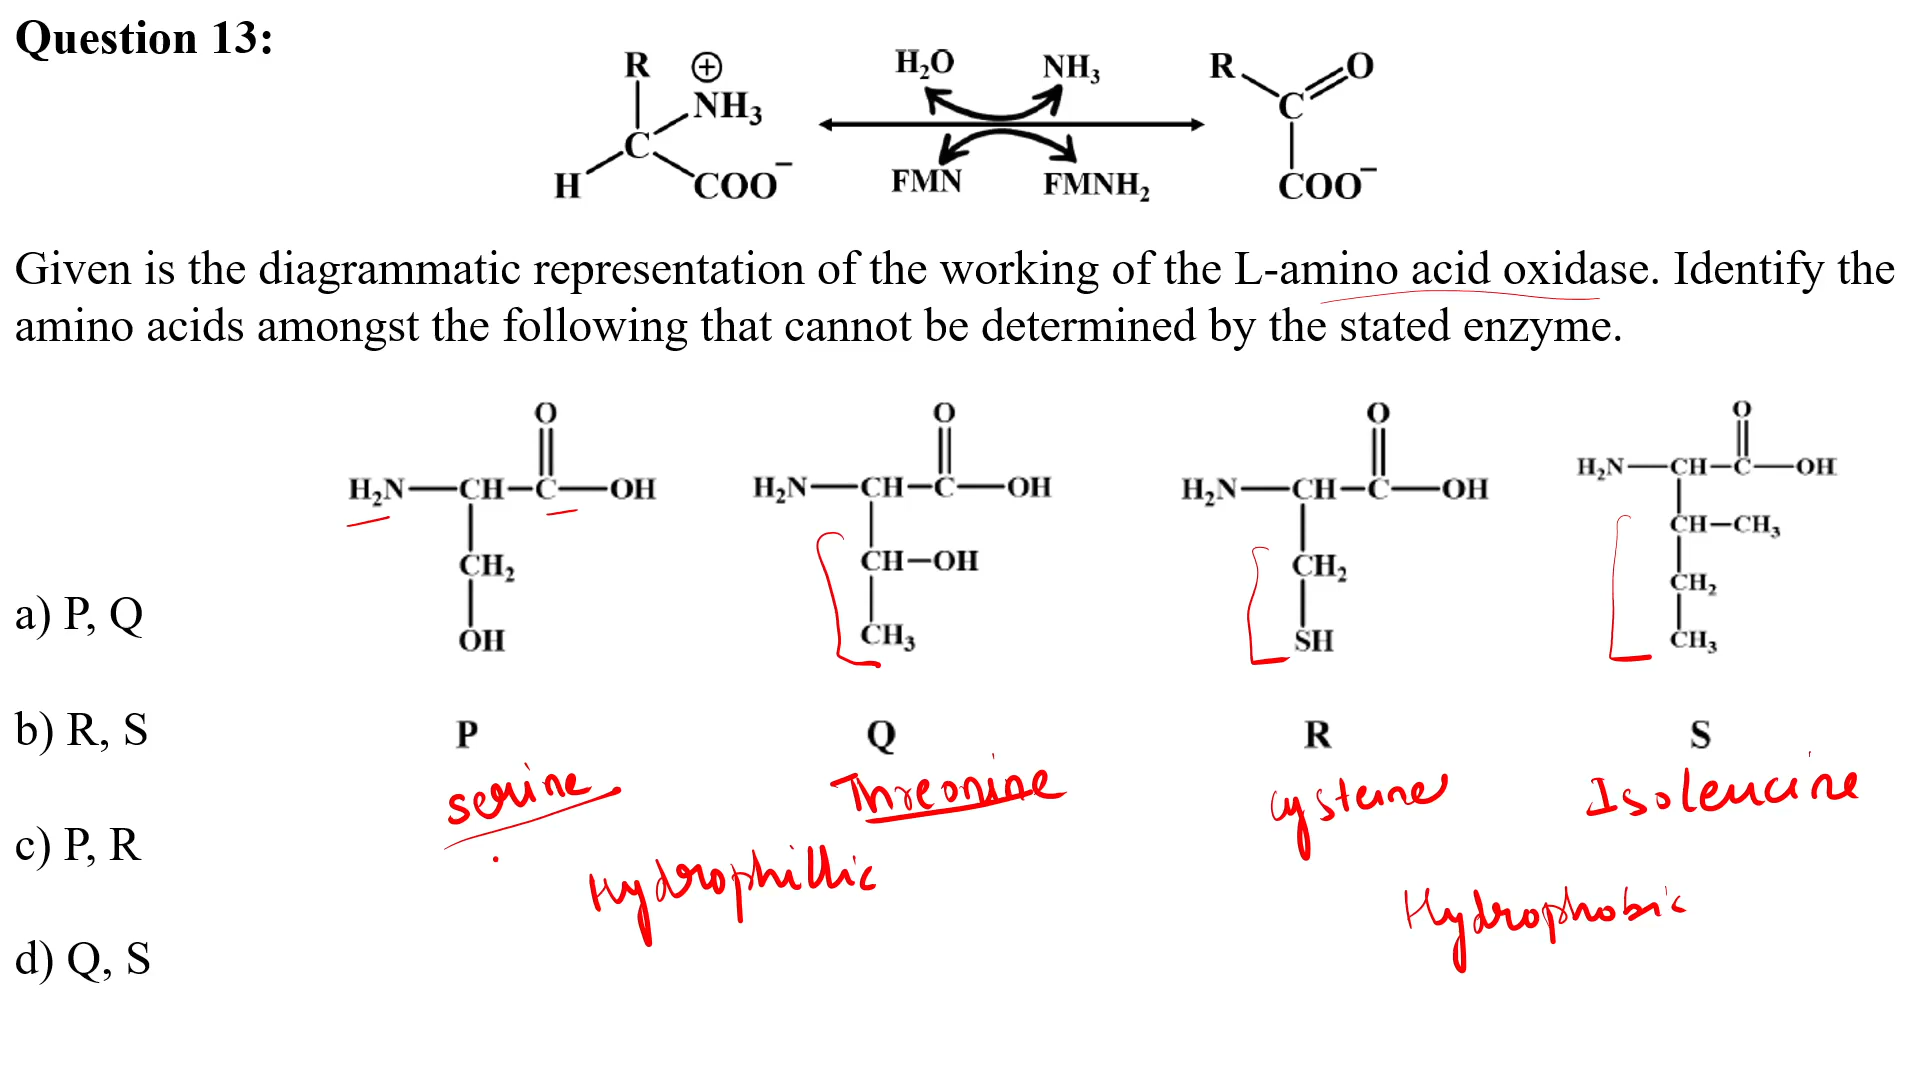 Question 13:
R ⊕ NH₃ C H COO⁻
H₂O NH₃
FMN FMNH₂
R O C COO⁻
Given is the diagrammatic representation of the working of the L-amino acid oxidase. Identify the
amino acids amongst the following that cannot be determined by the stated enzyme.
O
H₂N—CH—C—OH
CH₂
OH
O
H₂N—CH—C—OH
CH—OH
CH₃
O
H₂N—CH—C—OH
CH₂
SH
O
H₂N—CH—C—OH
CH—CH₃
CH₂
CH₃
a) P, Q
b) R, S
c) P, R
d) Q, S
P Q R S
serine Threonine cysteine Isoleucine
Hydrophillic Hydrophobic